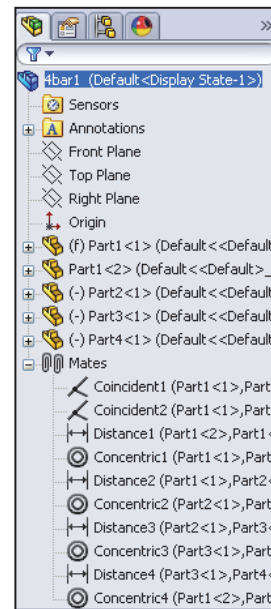 »
4bar1 (Default<Display State-1>)
Sensors
A Annotations
Front Plane
Top Plane
Right Plane
Origin
(f) Part1<1> (Default<<Default
Part1<2> (Default<<Default>_
(-) Part2<1> (Default<<Default
(-) Part3<1> (Default<<Default
(-) Part4<1> (Default<<Default
Mates
Coincident1 (Part1<1>,Part
Coincident2 (Part1<1>,Part
Distance1 (Part1<2>,Part1<
Concentric1 (Part1<1>,Part
Distance2 (Part1<1>,Part2<
Concentric2 (Part2<1>,Part
Distance3 (Part2<1>,Part3<
Concentric3 (Part3<1>,Part
Distance4 (Part3<1>,Part4<
Concentric4 (Part1<2>,Part